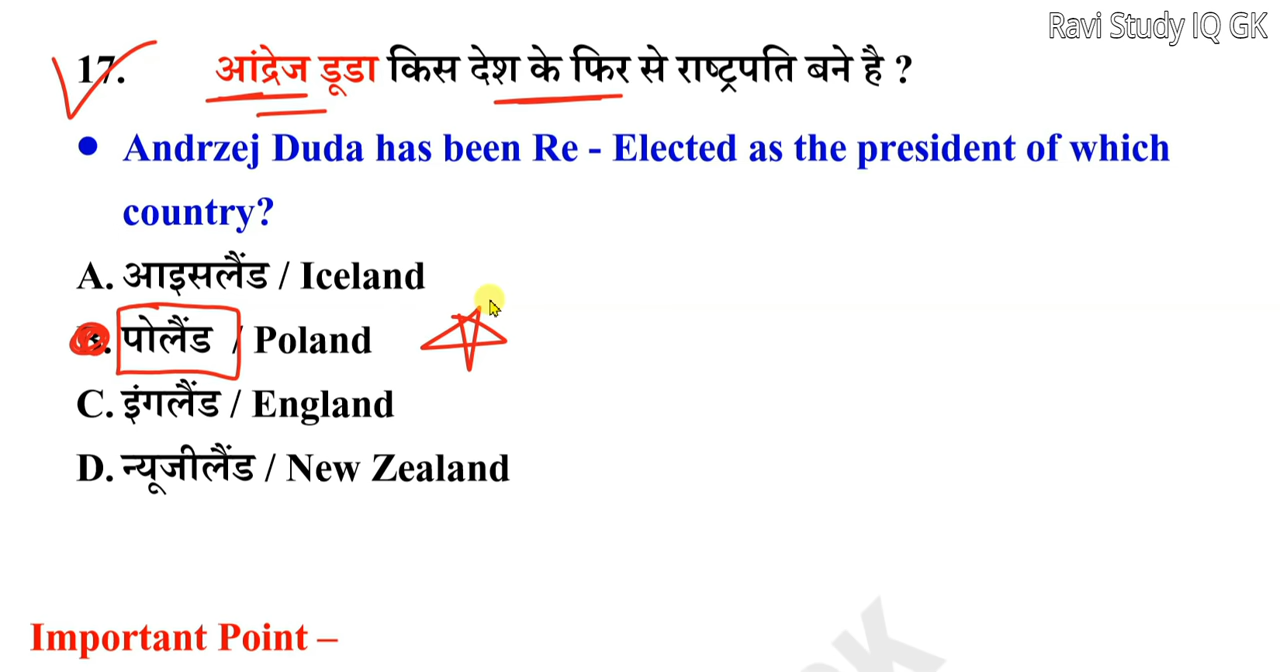 Ravi Study IQ GK
17. आंद्रेज डूडा किस देश के फिर से राष्ट्रपति बने है ?
• Andrzej Duda has been Re - Elected as the president of which
country?
A. आइसलैंड / Iceland
B. पोलैंड / Poland
C. इंगलैंड / England
D. न्यूजीलैंड / New Zealand
Important Point –